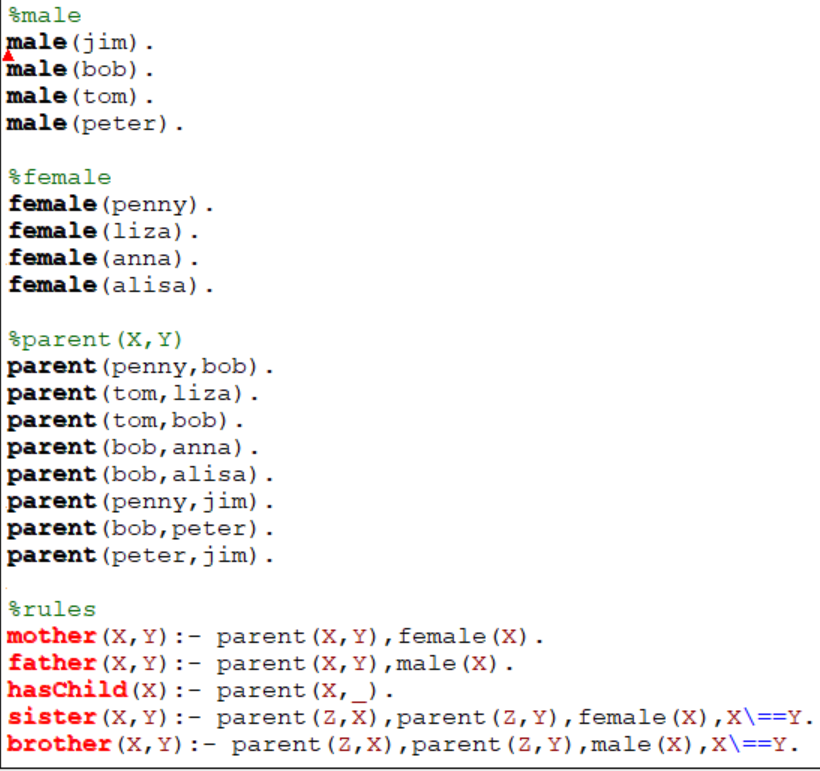 %male
male(jim).
male(bob).
male(tom).
male(peter).
%female
female(penny).
female(liza).
female(anna).
female(alisa).
%parent(X,Y)
parent(penny,bob).
parent(tom,liza).
parent(tom,bob).
parent(bob,anna).
parent(bob,alisa).
parent(penny,jim).
parent(bob,peter).
parent(peter,jim).
%rules
mother(X,Y):- parent(X,Y),female(X).
father(X,Y):- parent(X,Y),male(X).
hasChild(X):- parent(X,_).
sister(X,Y):- parent(Z,X),parent(Z,Y),female(X),X\==Y.
brother(X,Y):- parent(Z,X),parent(Z,Y),male(X),X\==Y.